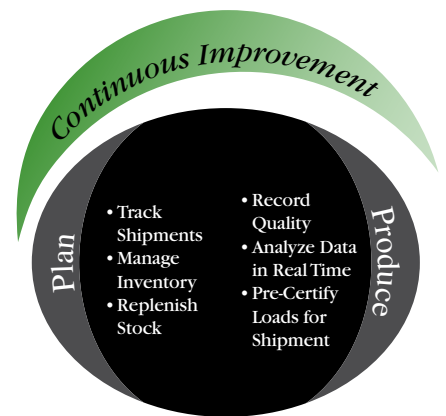 Continuous Improvement
Plan
• Track
Shipments
• Manage
Inventory
• Replenish
Stock
• Record
Quality
• Analyze Data
in Real Time
• Pre-Certify
Loads for
Shipment
Produce